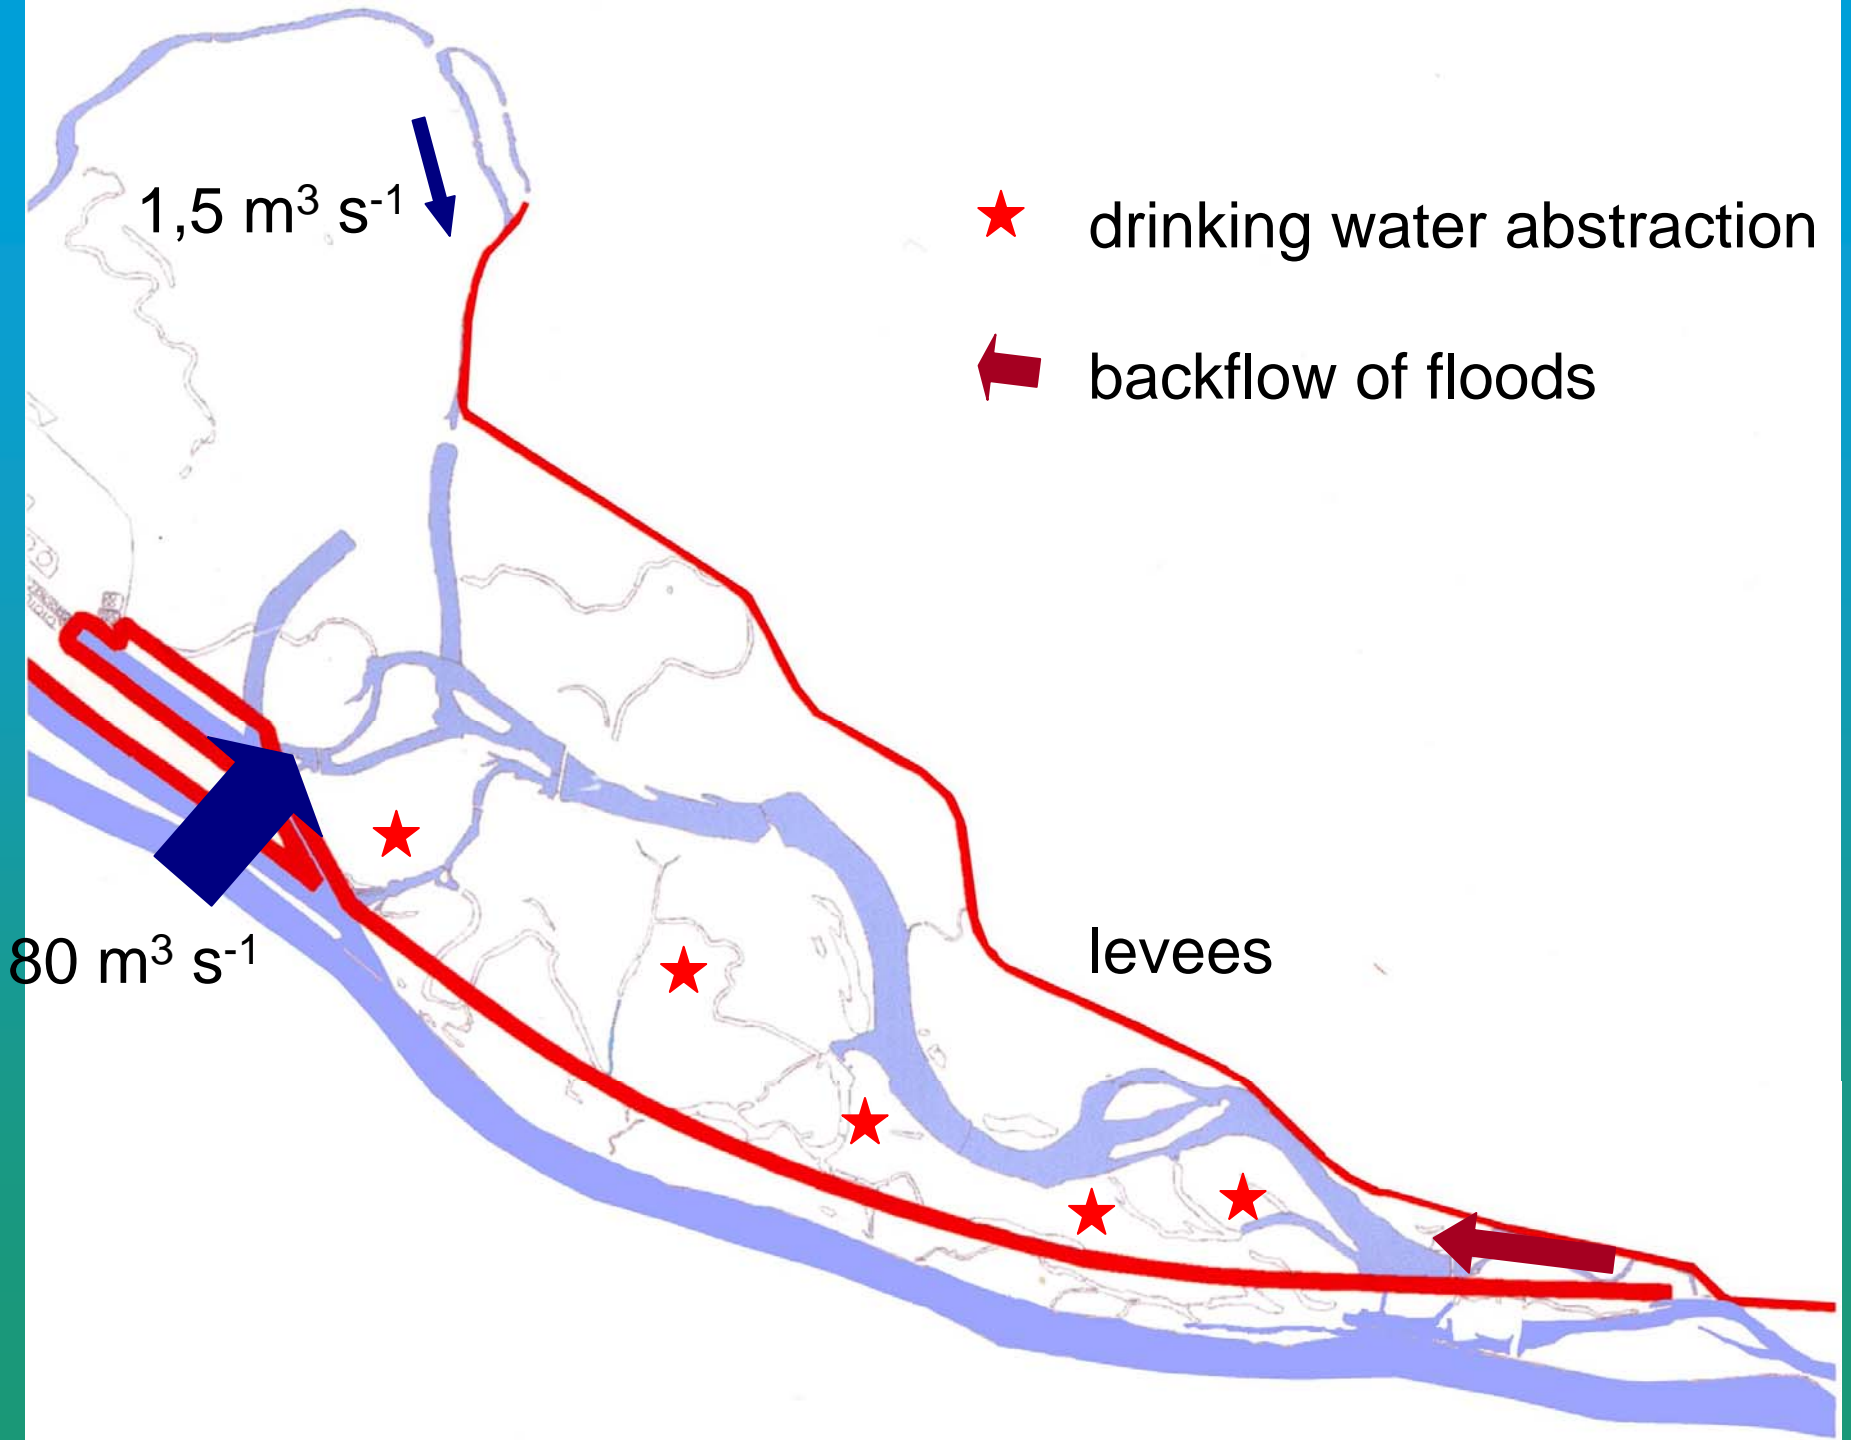 1,5 m³ s⁻¹
drinking water abstraction
backflow of floods
levees
80 m³ s⁻¹